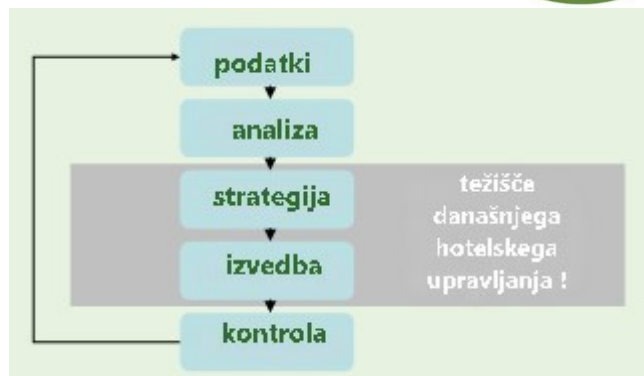 podatki
analiza
strategija
izvedba
kontrola
težišče
današnjega
hotelskega
upravljanja !